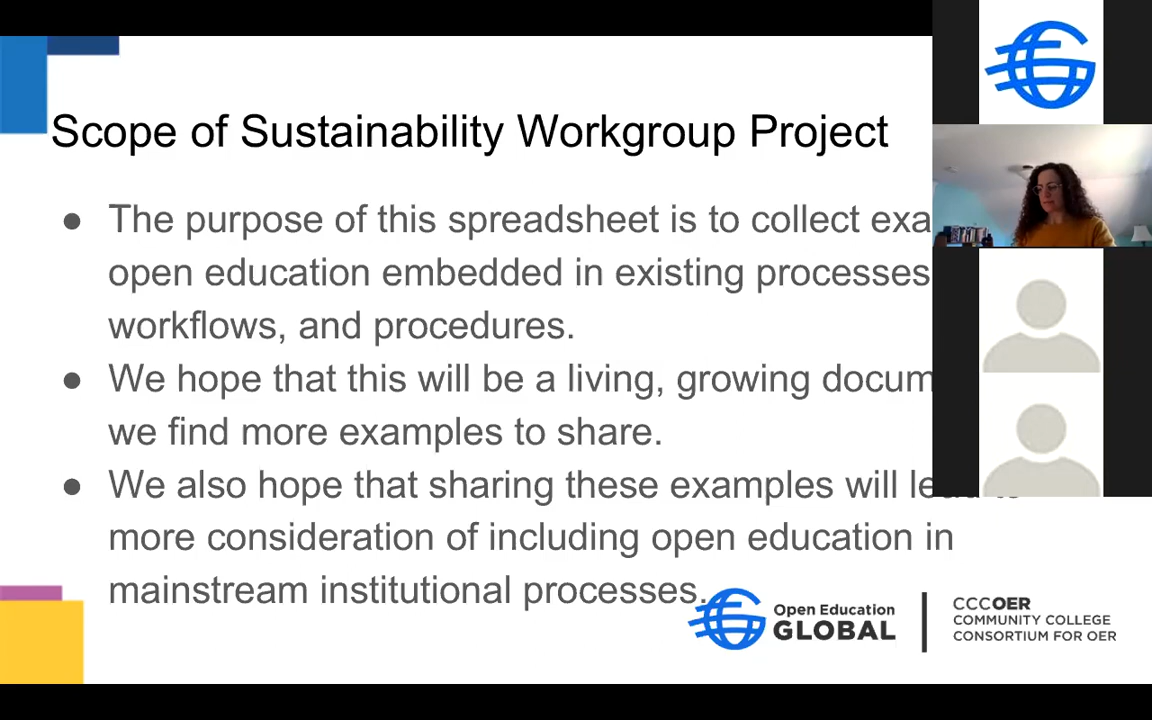 Scope of Sustainability Workgroup Project
● The purpose of this spreadsheet is to collect
open education embedded in existing processes
workflows, and procedures.
● We hope that this will be a living, growing
we find more examples to share.
● We also hope that sharing these examples will
more consideration of including open education in
mainstream institutional processes.
Open Education
GLOBAL
CCCOER
COMMUNITY COLLEGE
CONSORTIUM FOR OER